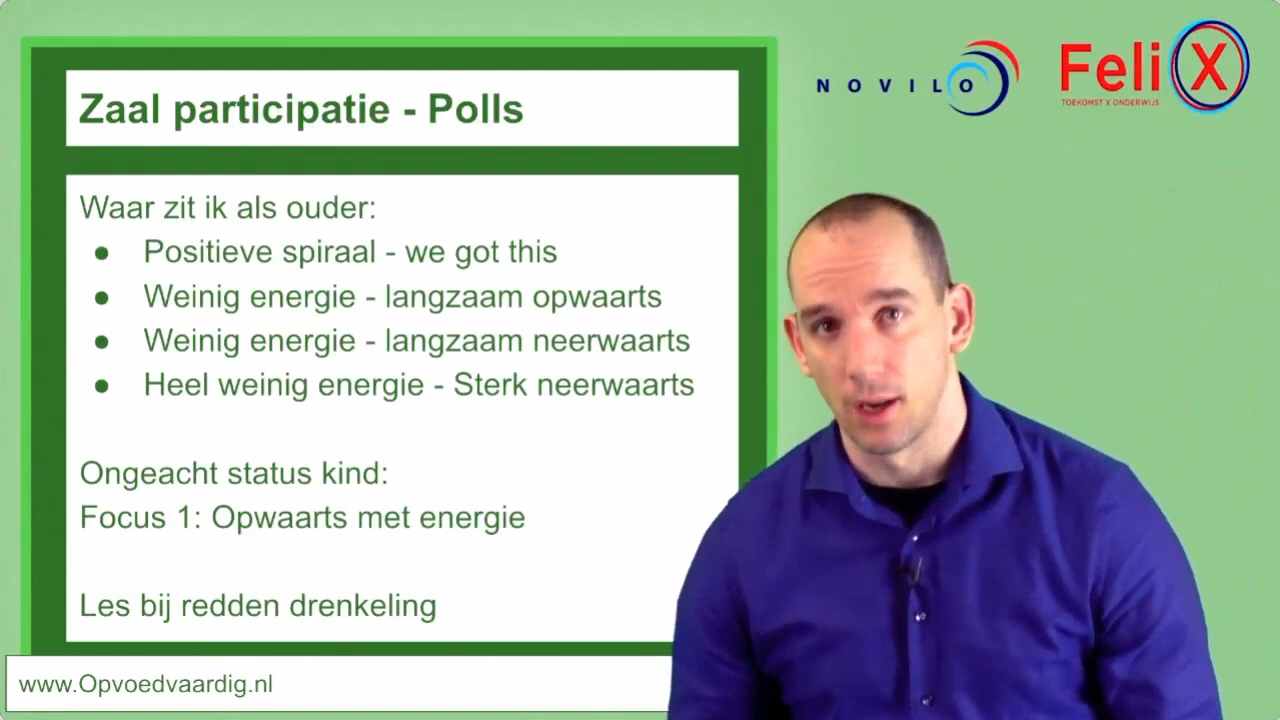 Zaal participatie - Polls
NOVILO
FeliX
TOEKOMST X ONDERWIJS
Waar zit ik als ouder:
● Positieve spiraal - we got this
● Weinig energie - langzaam opwaarts
● Weinig energie - langzaam neerwaarts
● Heel weinig energie - Sterk neerwaarts
Ongeacht status kind:
Focus 1: Opwaarts met energie
Les bij redden drenkeling
www.Opvoedvaardig.nl